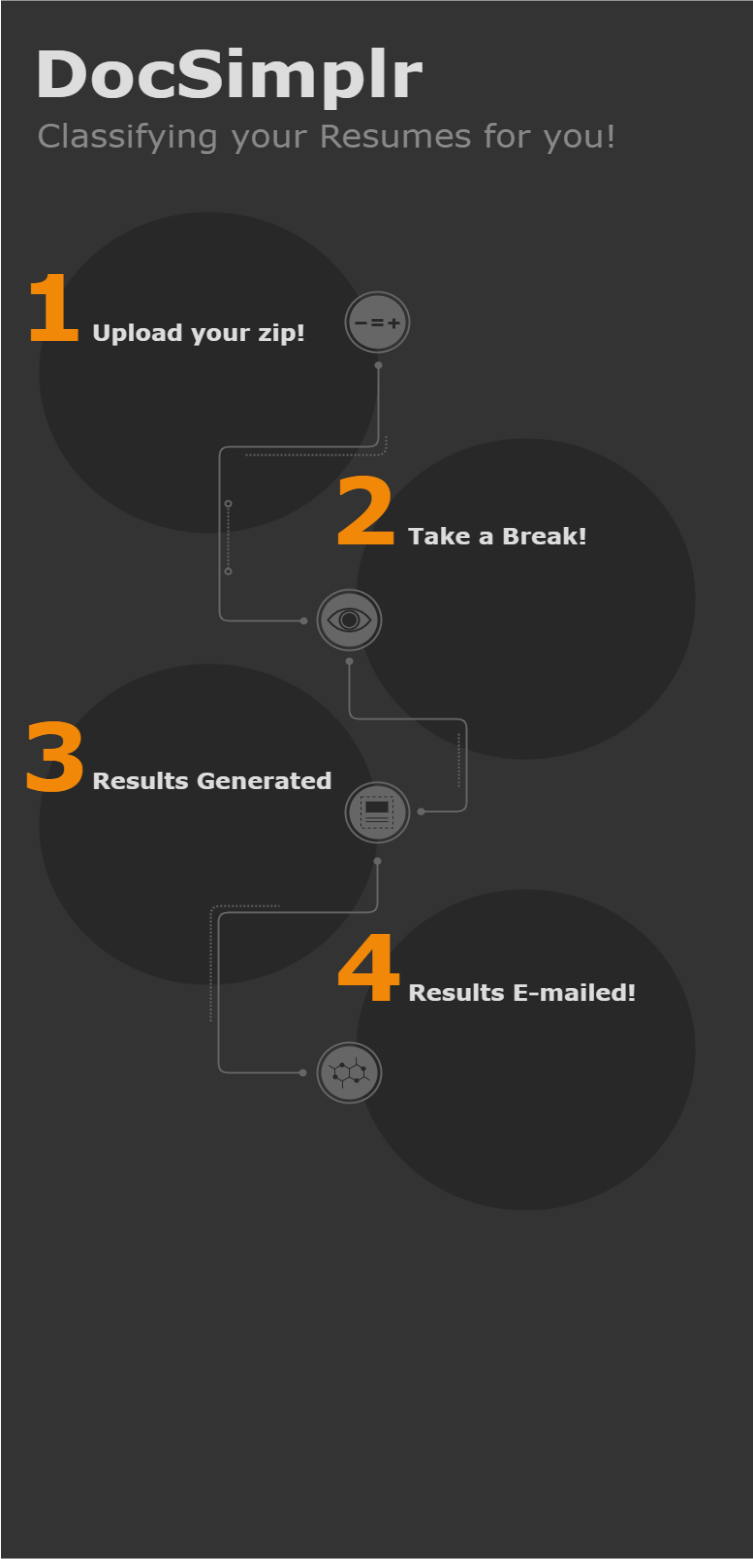 DocSimplr
Classifying your Resumes for you!
1 Upload your zip!
- = +
2 Take a Break!
3 Results Generated
4 Results E-mailed!